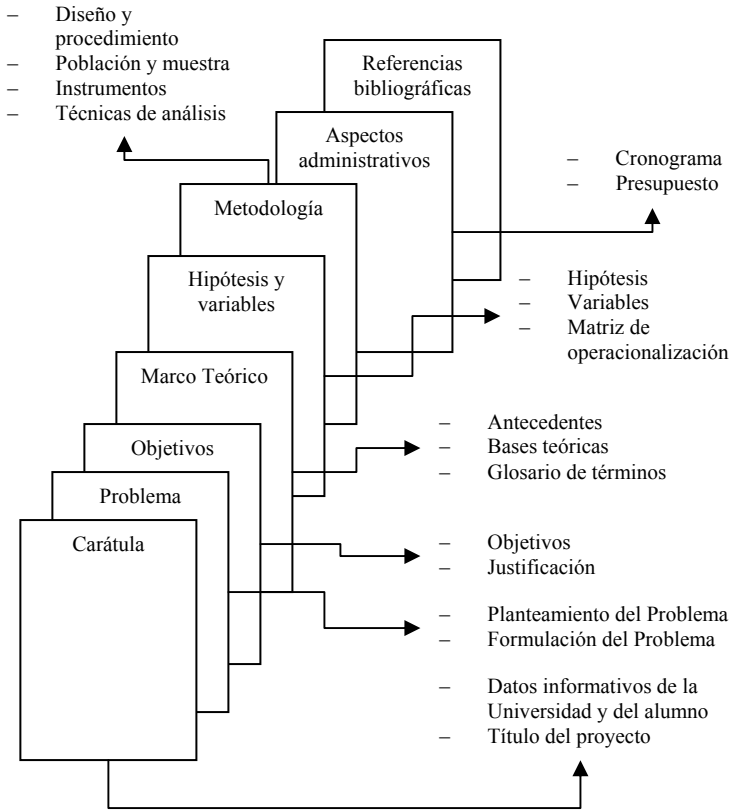 – Diseño y
procedimiento
– Población y muestra
– Instrumentos
– Técnicas de análisis
Referencias
bibliográficas
Aspectos
administrativos
– Cronograma
– Presupuesto
Metodología
Hipótesis y
variables
– Hipótesis
– Variables
– Matriz de
operacionalización
Marco Teórico
– Antecedentes
– Bases teóricas
– Glosario de términos
Objetivos
Problema
Carátula
– Objetivos
– Justificación
– Planteamiento del Problema
– Formulación del Problema
– Datos informativos de la
Universidad y del alumno
– Título del proyecto